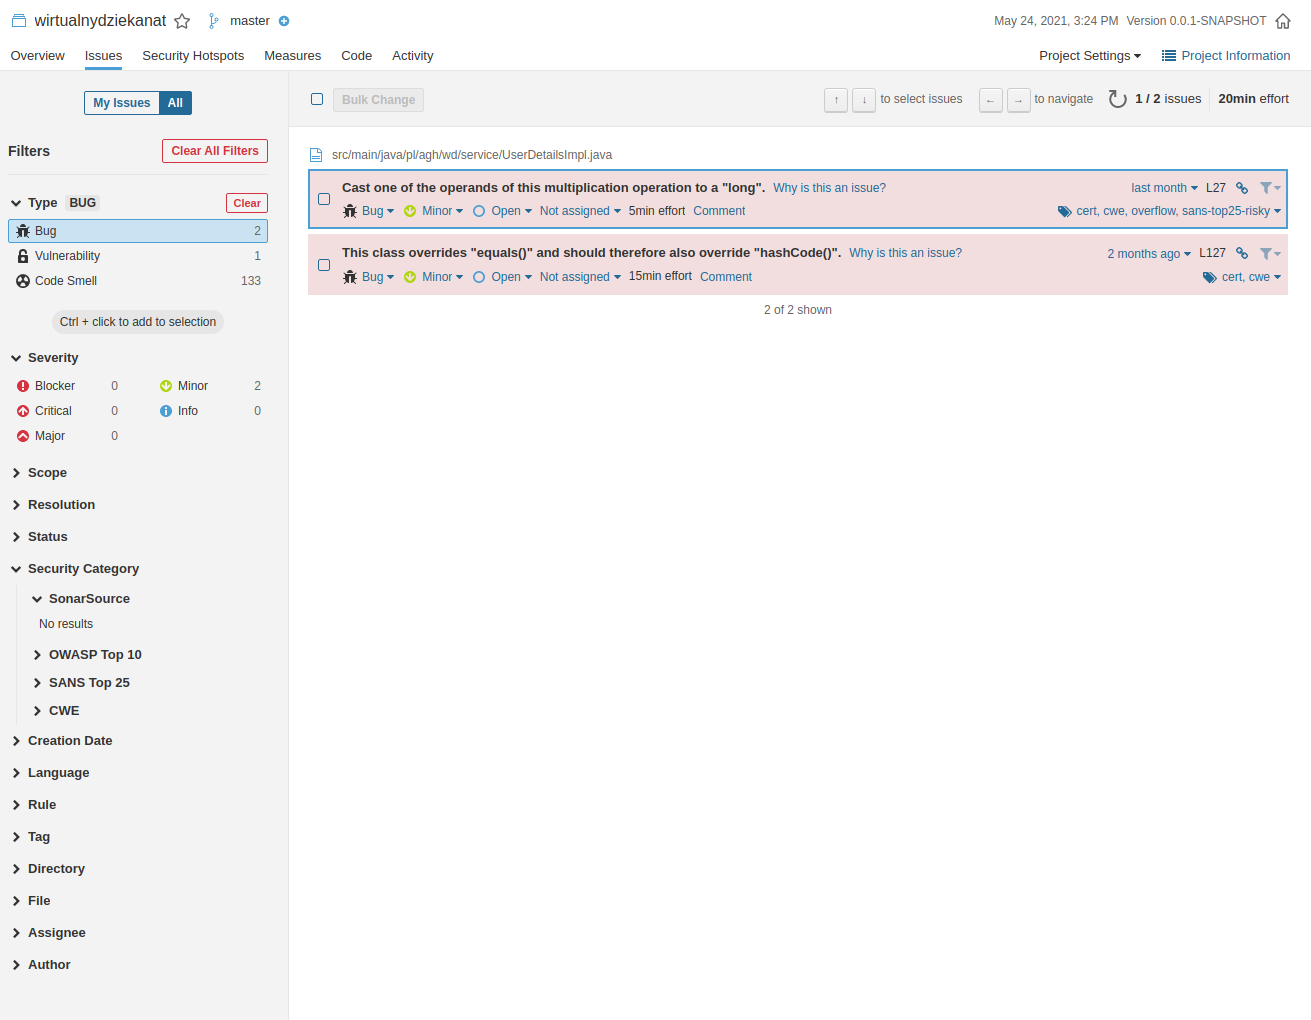 wirtualnydziekanat master May 24, 2021, 3:24 PM Version 0.0.1-SNAPSHOT
Overview Issues Security Hotspots Measures Code Activity Project Settings Project Information
My Issues All
Bulk Change ↑ ↓ to select issues ← → to navigate 1 / 2 issues 20min effort
Filters Clear All Filters
Type BUG Clear
Bug 2
Vulnerability 1
Code Smell 133
Ctrl + click to add to selection
Severity
Blocker 0 Minor 2
Critical 0 Info 0
Major 0
Scope
Resolution
Status
Security Category
SonarSource
No results
OWASP Top 10
SANS Top 25
CWE
Creation Date
Language
Rule
Tag
Directory
File
Assignee
Author
src/main/java/pl/agh/wd/service/UserDetailsImpl.java
Cast one of the operands of this multiplication operation to a "long". Why is this an issue? last month L27
Bug Minor Open Not assigned 5min effort Comment cert, cwe, overflow, sans-top25-risky
This class overrides "equals()" and should therefore also override "hashCode()". Why is this an issue? 2 months ago L127
Bug Minor Open Not assigned 15min effort Comment cert, cwe
2 of 2 shown